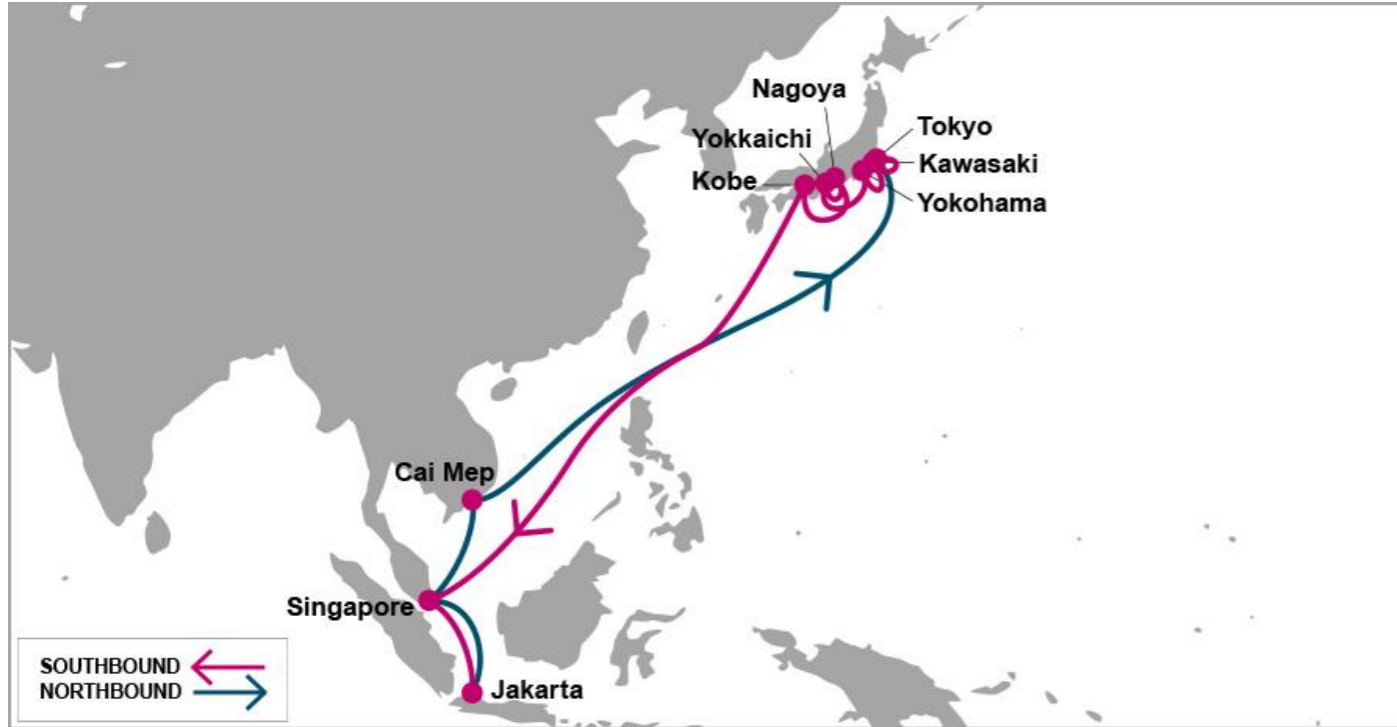 Nagoya
Tokyo
Yokkaichi
Kawasaki
Kobe
Yokohama
Cai Mep
Singapore
SOUTHBOUND
NORTHBOUND
Jakarta